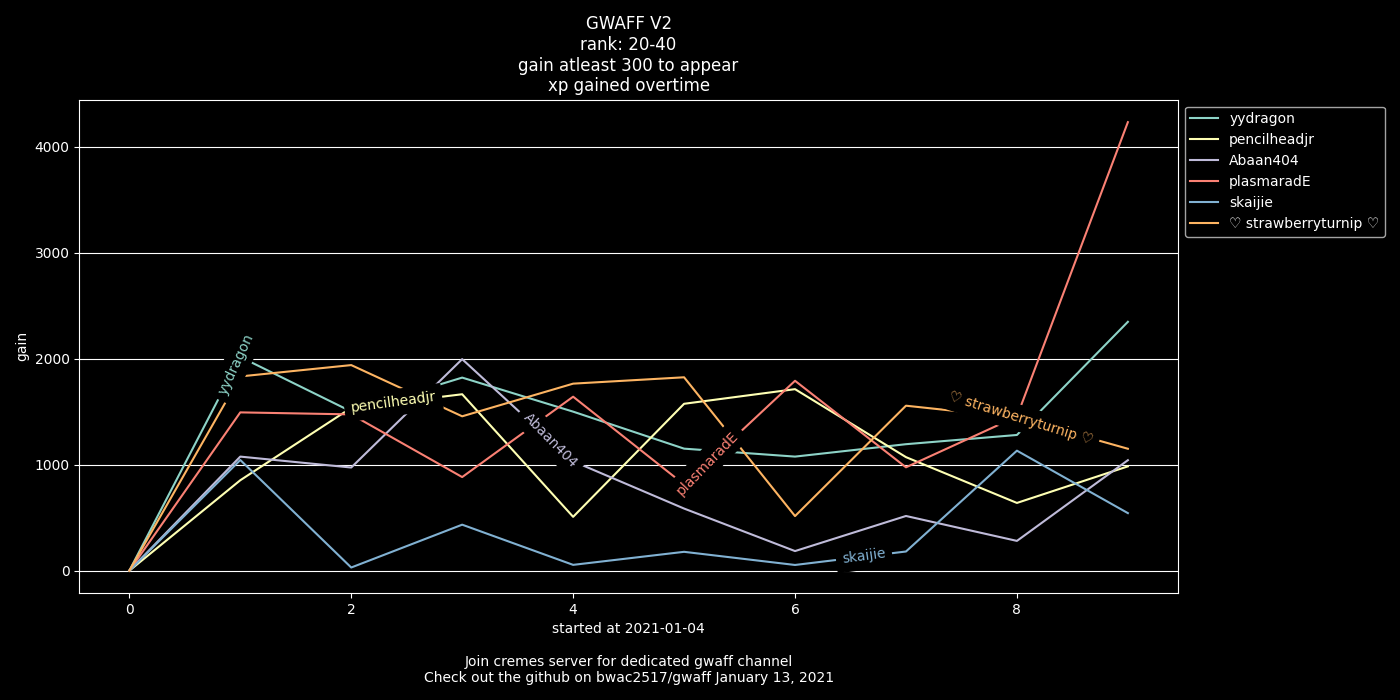 GWAFF V2
rank: 20-40
gain atleast 300 to appear
xp gained overtime
gain
4000
3000
2000
1000
0
0
2
4
6
8
yydragon
pencilheadjr
Abaan404
plasmaradE
skaijie
♡ strawberryturnip ♡
yydragon
pencilheadjr
Abaan404
plasmaradE
skaijie
♡ strawberryturnip ♡
started at 2021-01-04
Join cremes server for dedicated gwaff channel
Check out the github on bwac2517/gwaff January 13, 2021